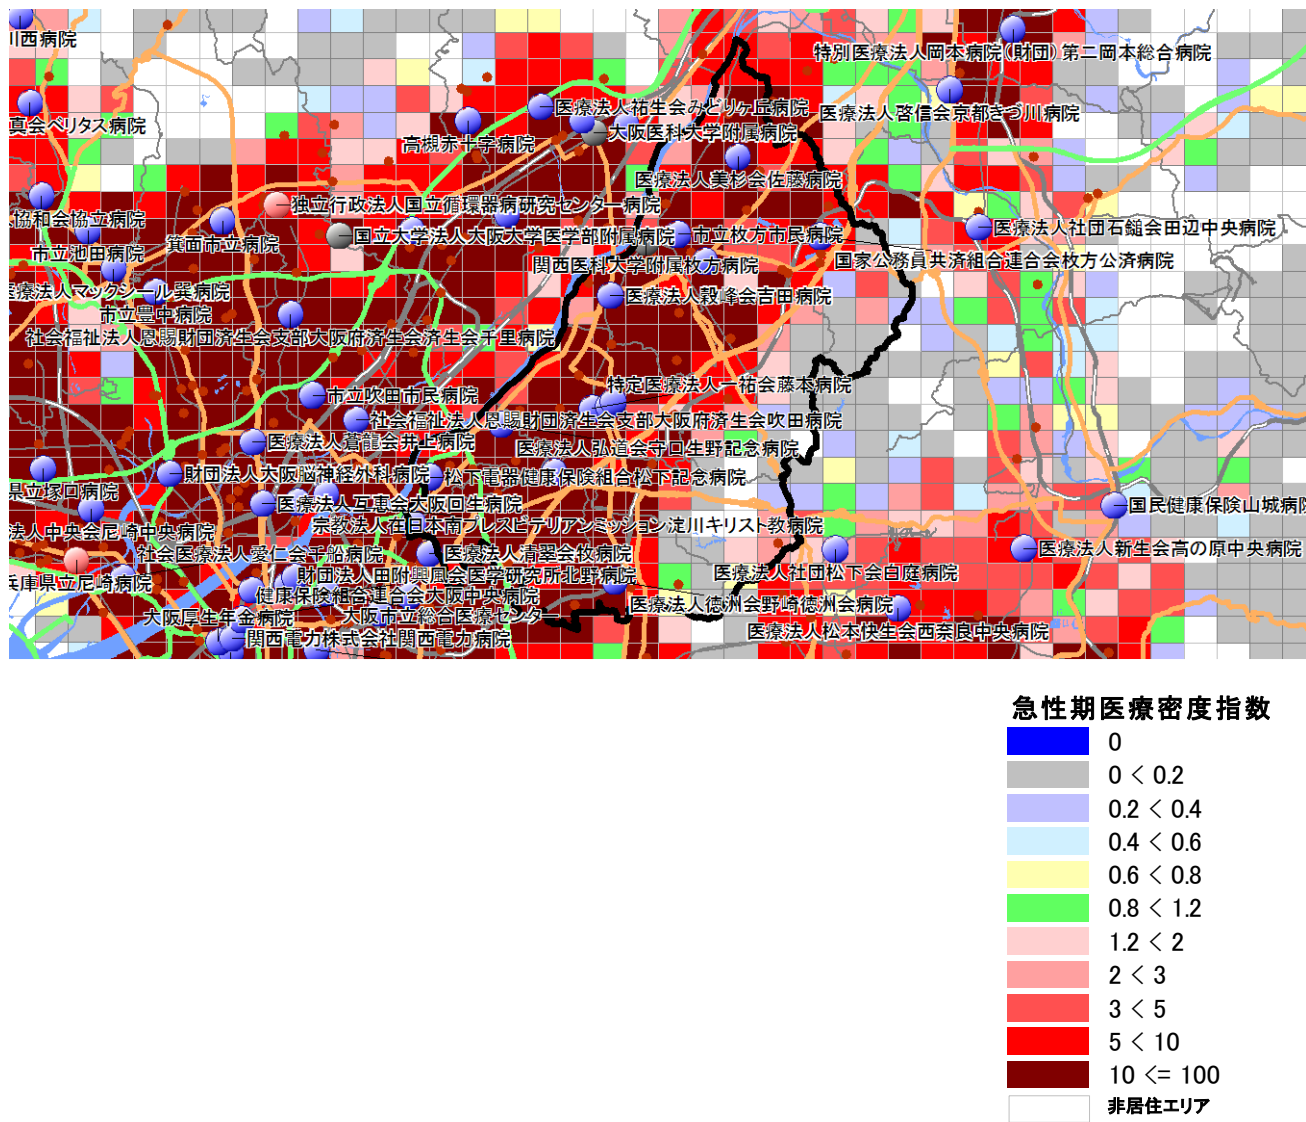 川西病院
特別医療法人岡本病院(財団)第二岡本総合病院
医療法人祐生会みどりヶ丘病院
医療法人啓信会京都きづ川病院
真会ベリタス病院
大阪医科大学附属病院
高槻赤十字病院
医療法人美杉会佐藤病院
独立行政法人国立循環器病研究センター病院
協和会協立病院
医療法人社団石鎚会田辺中央病院
国立大学法人大阪大学医学部附属病院
市立枚方市民病院
箕面市立病院
市立池田病院
国家公務員共済組合連合会枚方公済病院
関西医科大学附属枚方病院
医療法人マックシール巽病院
医療法人毅峰会吉田病院
市立豊中病院
社会福祉法人恩賜財団済生会支部大阪府済生会済生会千里病院
特定医療法人一祐会藤本病院
市立吹田市民病院
社会福祉法人恩賜財団済生会支部大阪府済生会吹田病院
医療法人蒼龍会井上病院
医療法人弘道会守口生野記念病院
財団法人大阪脳神経外科病院
松下電器健康保険組合松下記念病院
県立塚口病院
医療法人互恵会大阪回生病院
国民健康保険山城病院
宗教法人在日本南プレスビテリアンミッション淀川キリスト教病院
法人中央会尼崎中央病院
医療法人新生会高の原中央病院
社会医療法人愛仁会千船病院
医療法人清翠会牧病院
兵庫県立尼崎病院
財団法人田附興風会医学研究所北野病院
医療法人社団松下会白庭病院
健康保険組合連合会大阪中央病院
医療法人徳洲会野崎徳洲会病院
大阪厚生年金病院
大阪市立総合医療センター
医療法人松本快生会西奈良中央病院
関西電力株式会社関西電力病院
急性期医療密度指数
0
0 < 0.2
0.2 < 0.4
0.4 < 0.6
0.6 < 0.8
0.8 < 1.2
1.2 < 2
2 < 3
3 < 5
5 < 10
10 <= 100
非居住エリア